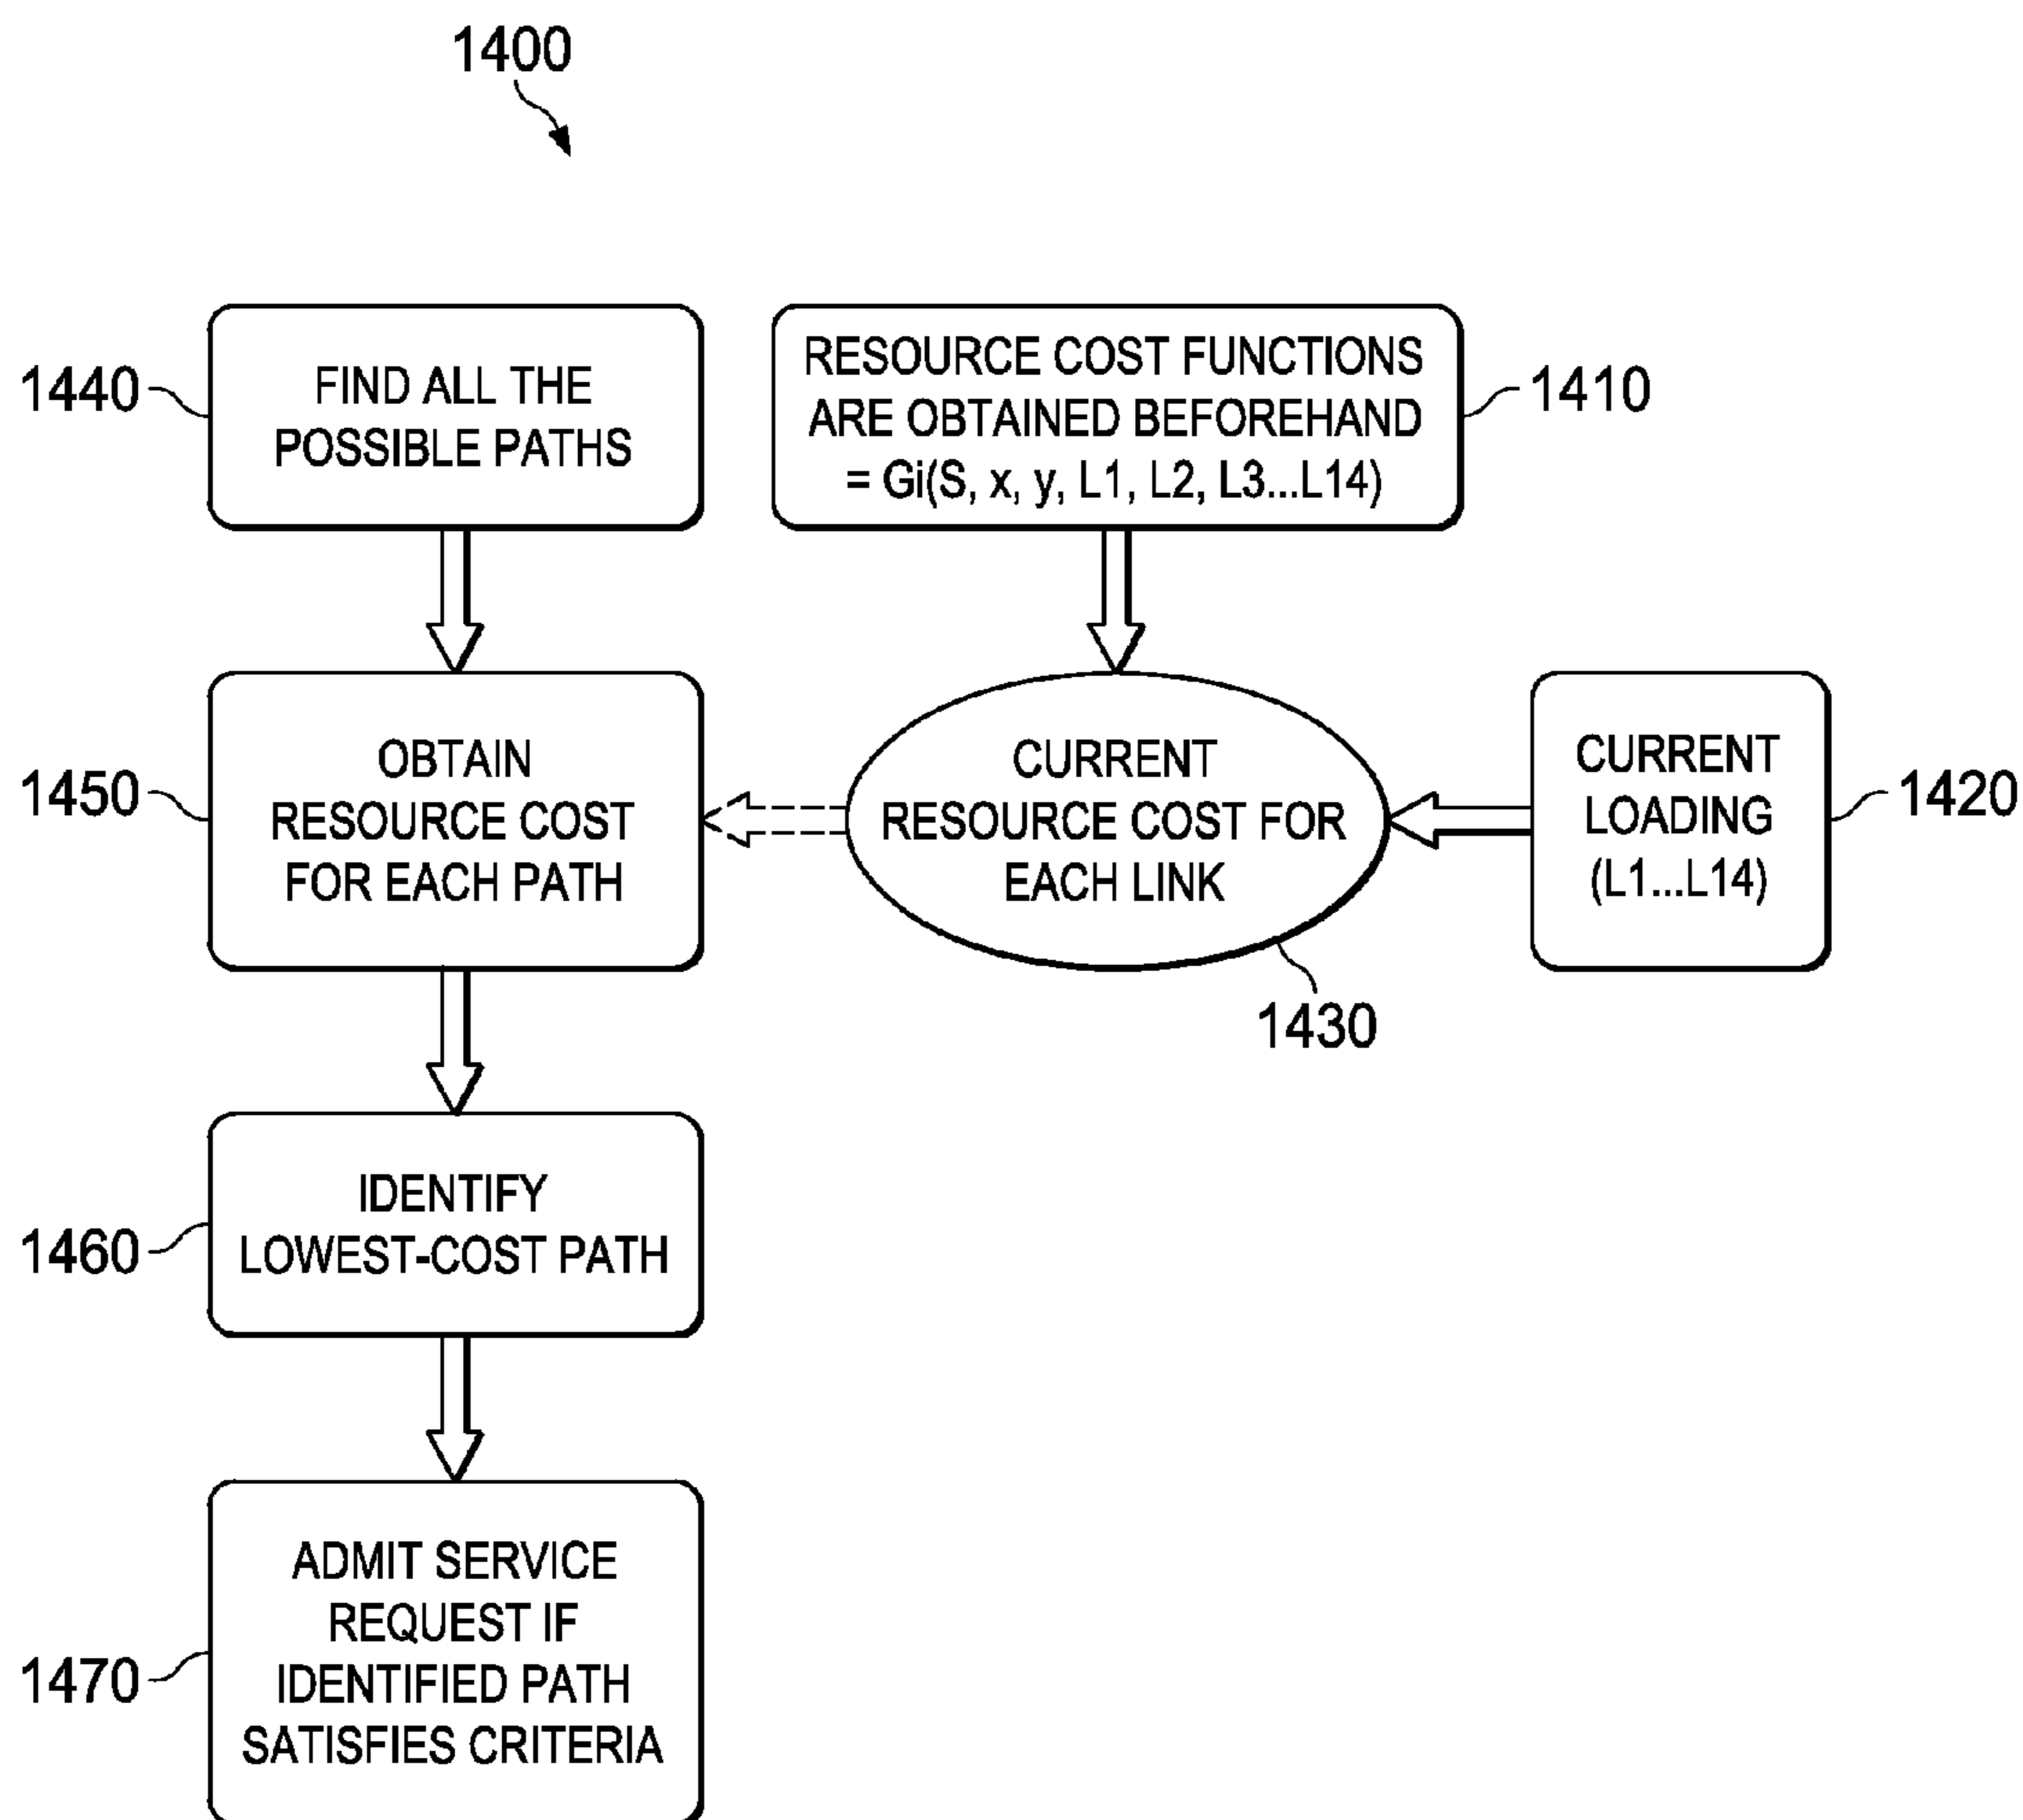 1400
1440
FIND ALL THE
POSSIBLE PATHS
RESOURCE COST FUNCTIONS
ARE OBTAINED BEFOREHAND
= Gi(S, x, y, L1, L2, L3...L14)
1410
1450
OBTAIN
RESOURCE COST
FOR EACH PATH
CURRENT
RESOURCE COST FOR
EACH LINK
1430
CURRENT
LOADING
(L1...L14)
1420
1460
IDENTIFY
LOWEST-COST PATH
1470
ADMIT SERVICE
REQUEST IF
IDENTIFIED PATH
SATISFIES CRITERIA